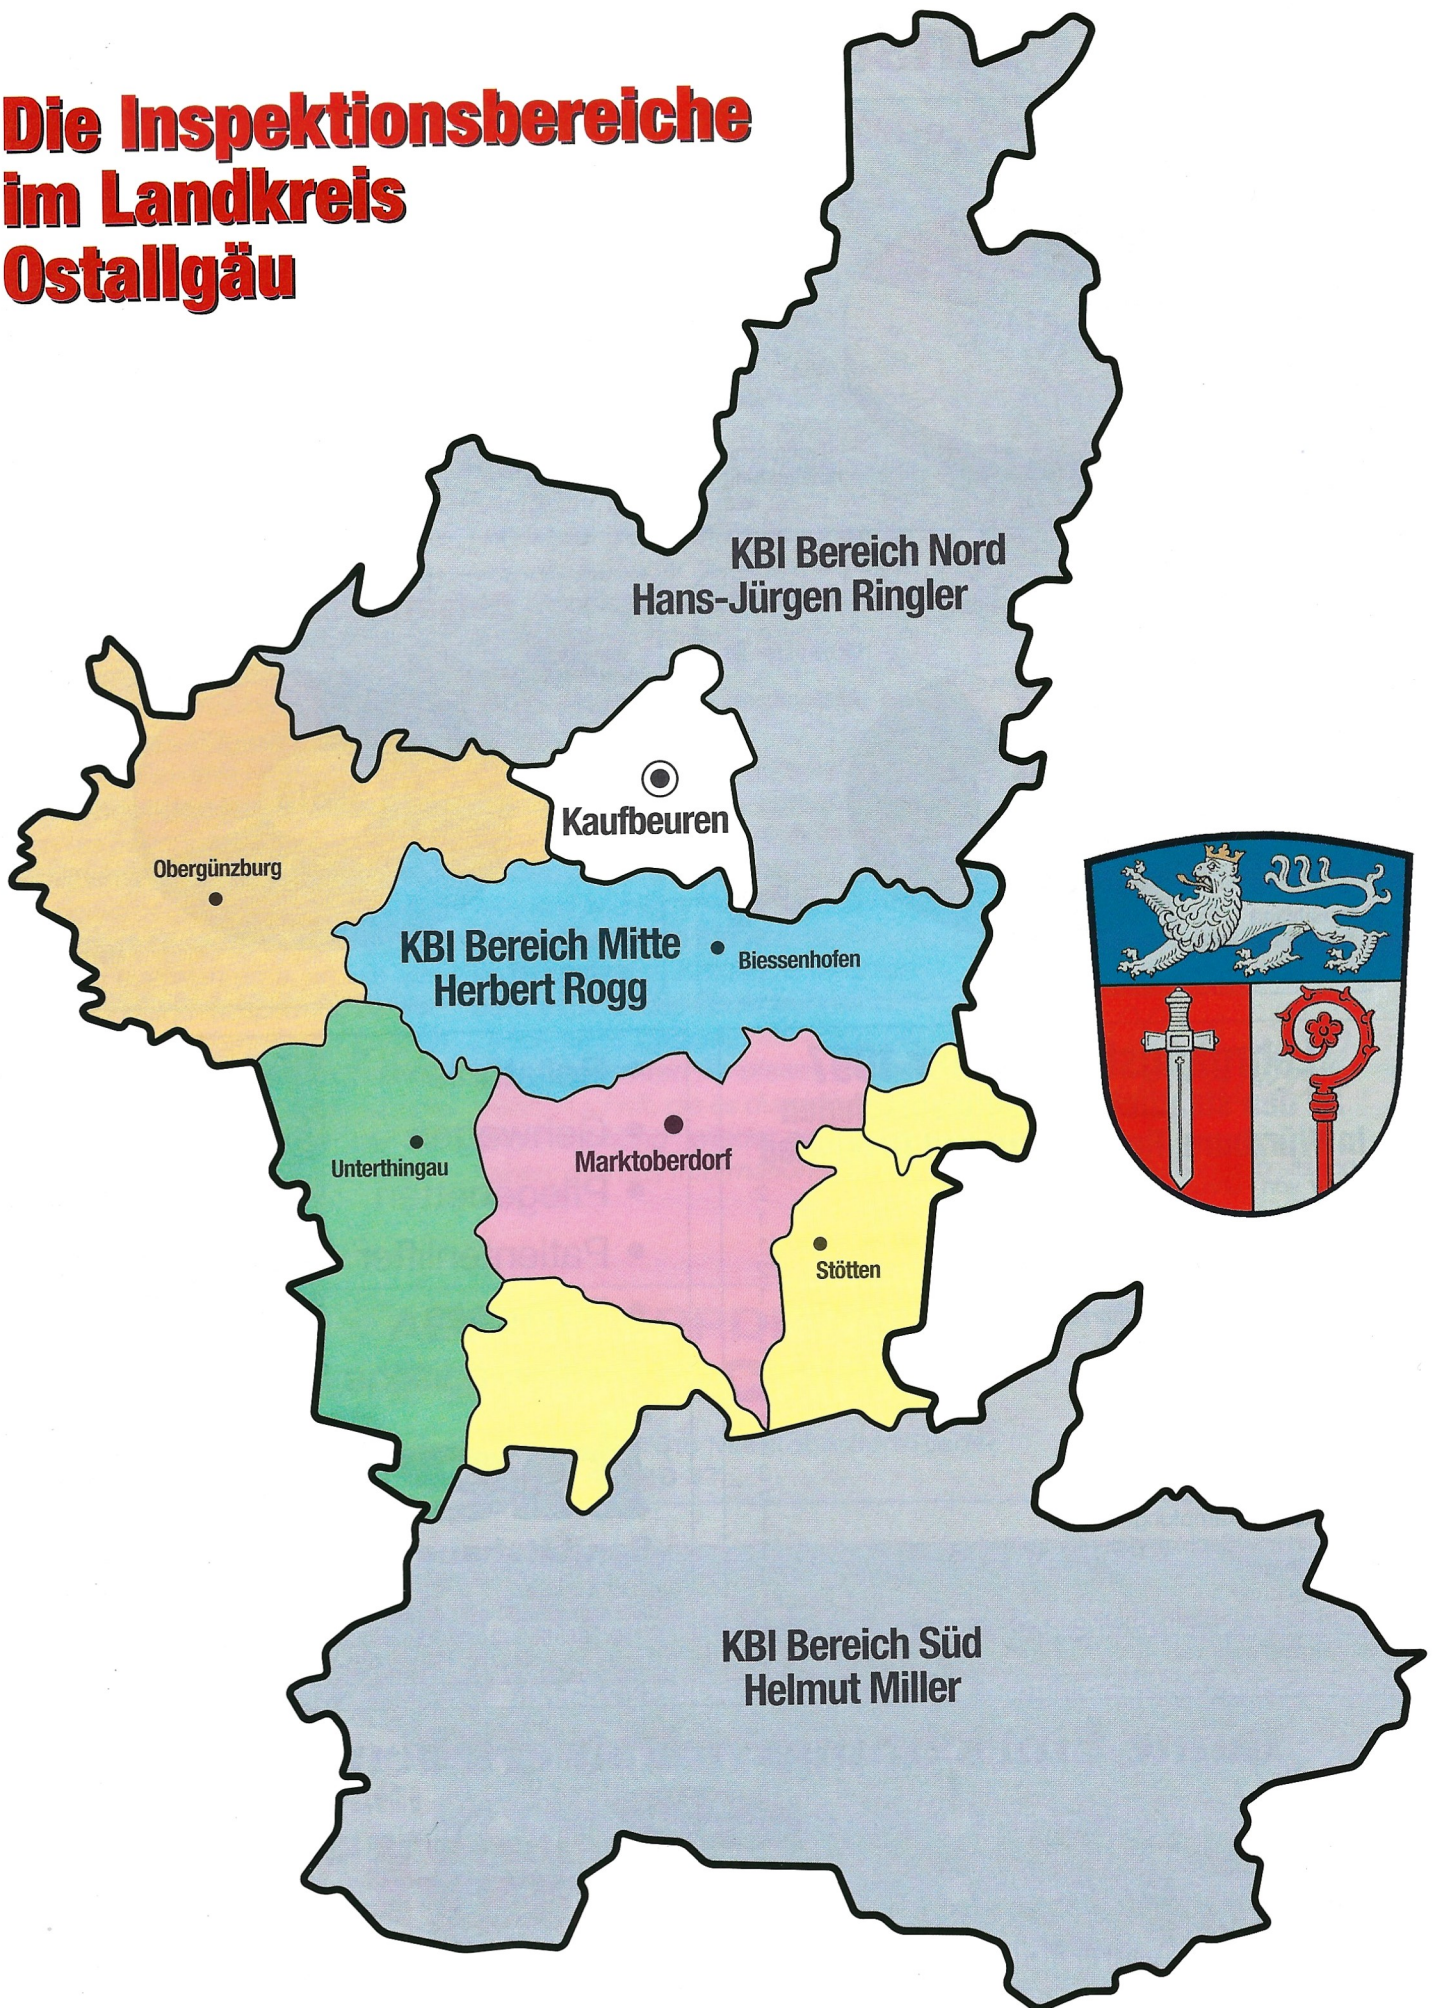 Die Inspektionsbereiche
im Landkreis
Ostallgäu
KBI Bereich Nord
Hans-Jürgen Ringler
Kaufbeuren
Obergünzburg
KBI Bereich Mitte
Herbert Rogg
Biessenhofen
Unterthingau
Marktoberdorf
Stötten
KBI Bereich Süd
Helmut Miller